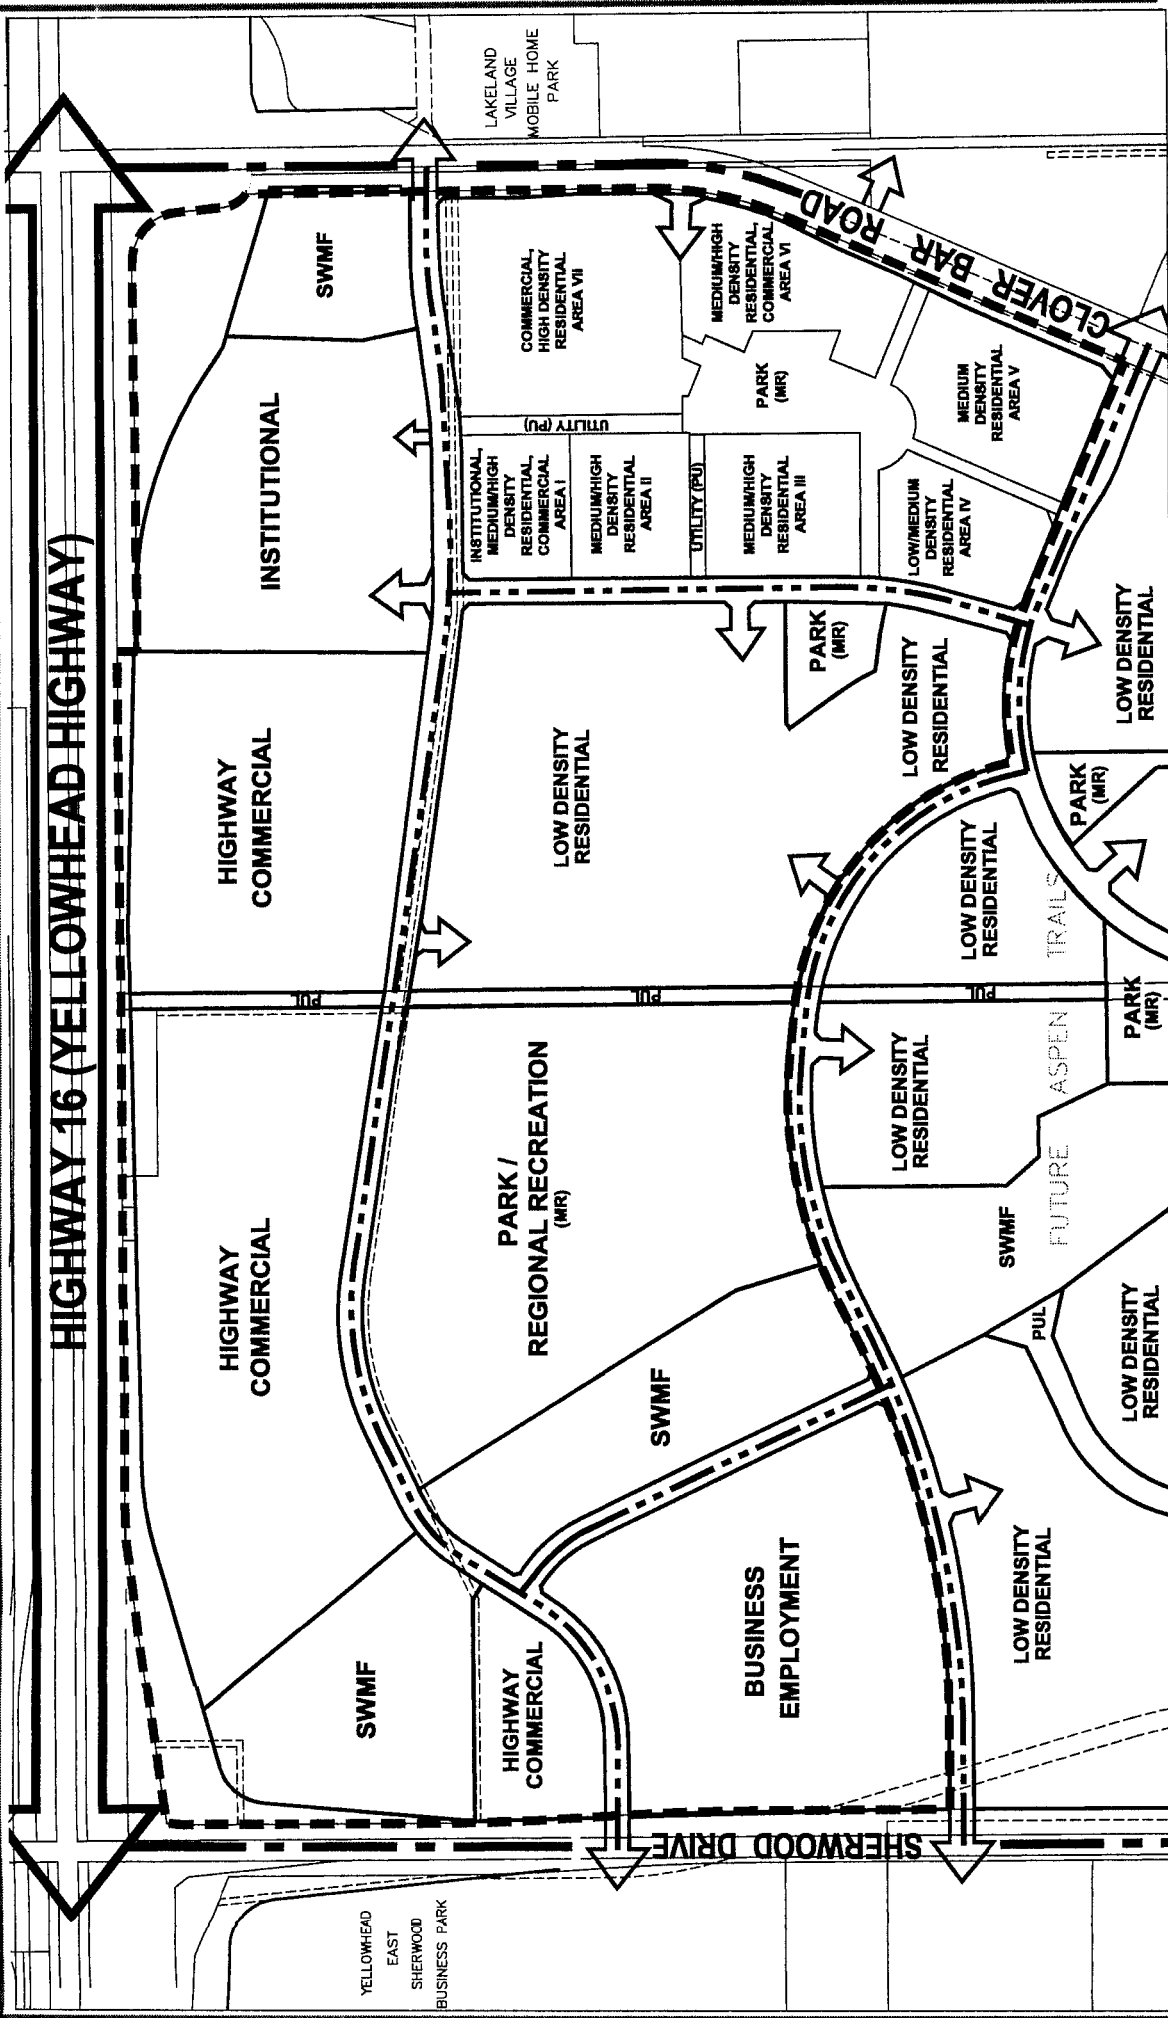 HIGHWAY 16 (YELLOWHEAD HIGHWAY)
YELLOWHEAD
EAST
SHERWOOD
BUSINESS PARK
SHERWOOD DRIVE
SWMF
HIGHWAY
COMMERCIAL
HIGHWAY
COMMERCIAL
HIGHWAY
COMMERCIAL
INSTITUTIONAL
SWMF
LAKELAND
VILLAGE
MOBILE HOME
PARK
BUSINESS
EMPLOYMENT
SWMF
PARK /
REGIONAL RECREATION
(MR)
PUL
PUL
PUL
LOW DENSITY
RESIDENTIAL
INSTITUTIONAL,
MEDIUM/HIGH
DENSITY
RESIDENTIAL,
COMMERCIAL
AREA I
UTILITY (PU)
COMMERCIAL,
HIGH DENSITY
RESIDENTIAL
AREA VII
MEDIUM/HIGH
DENSITY
RESIDENTIAL
AREA II
UTILITY (PU)
MEDIUM/HIGH
DENSITY
RESIDENTIAL
AREA III
PARK
(MR)
MEDIUM/HIGH
DENSITY
RESIDENTIAL,
COMMERCIAL
AREA VI
CLOVER BAR ROAD
PARK
(MR)
LOW DENSITY
RESIDENTIAL
LOW/MEDIUM
DENSITY
RESIDENTIAL
AREA IV
MEDIUM
DENSITY
RESIDENTIAL
AREA V
LOW DENSITY
RESIDENTIAL
LOW DENSITY
RESIDENTIAL
SWMF
FUTURE ASPEN TRAILS
LOW DENSITY
RESIDENTIAL
PUL
LOW DENSITY
RESIDENTIAL
PARK
(MR)
PARK
(MR)
LOW DENSITY
RESIDENTIAL